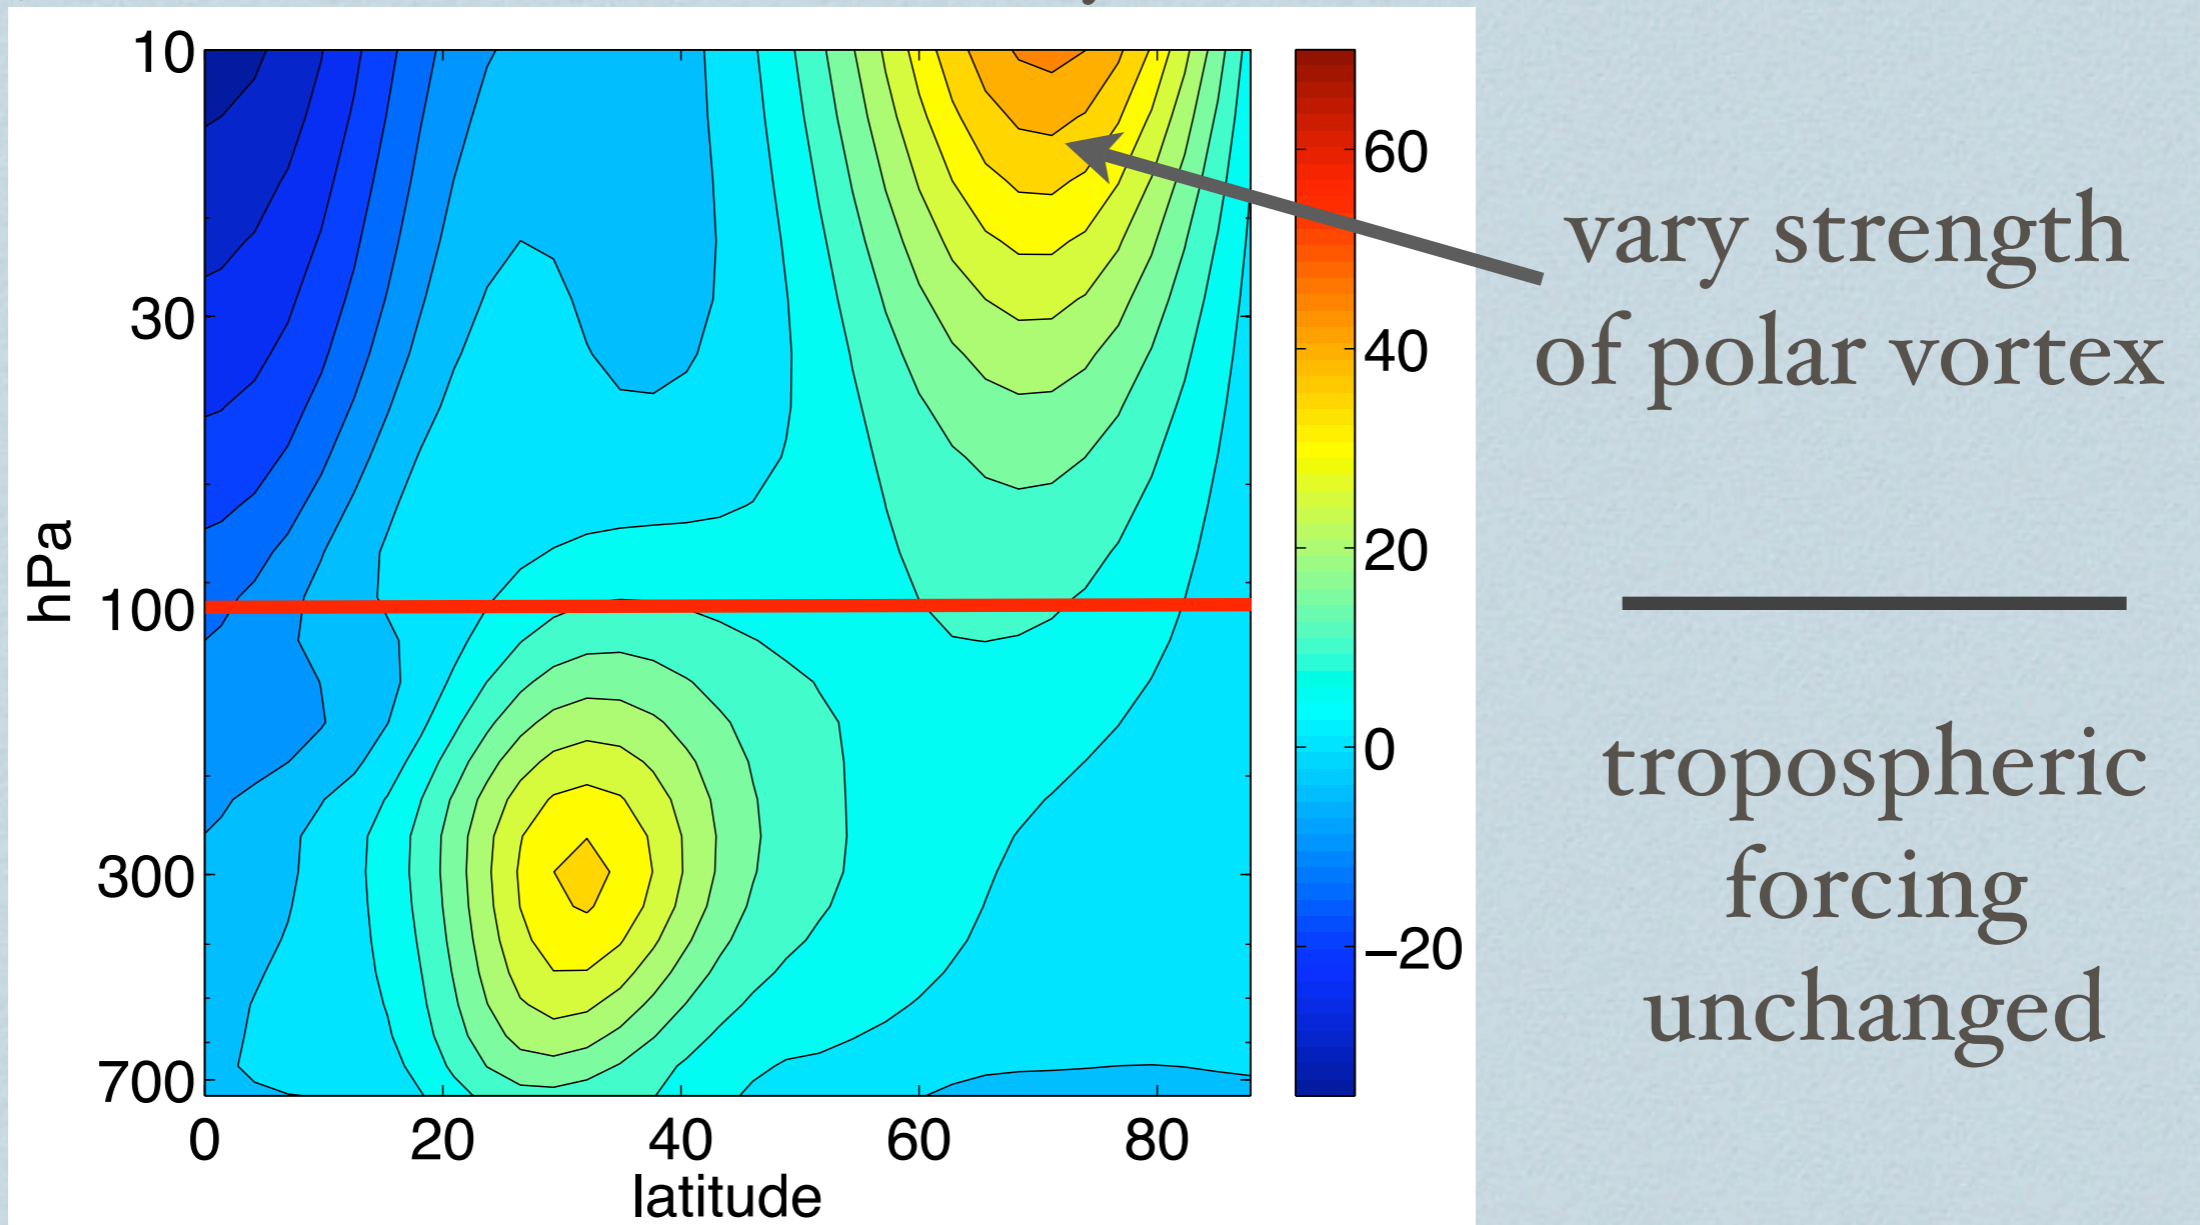 10
30
100
300
700
hPa
0 20 40 60 80
latitude
60
40
20
0
−20
vary strength
of polar vortex
tropospheric
forcing
unchanged